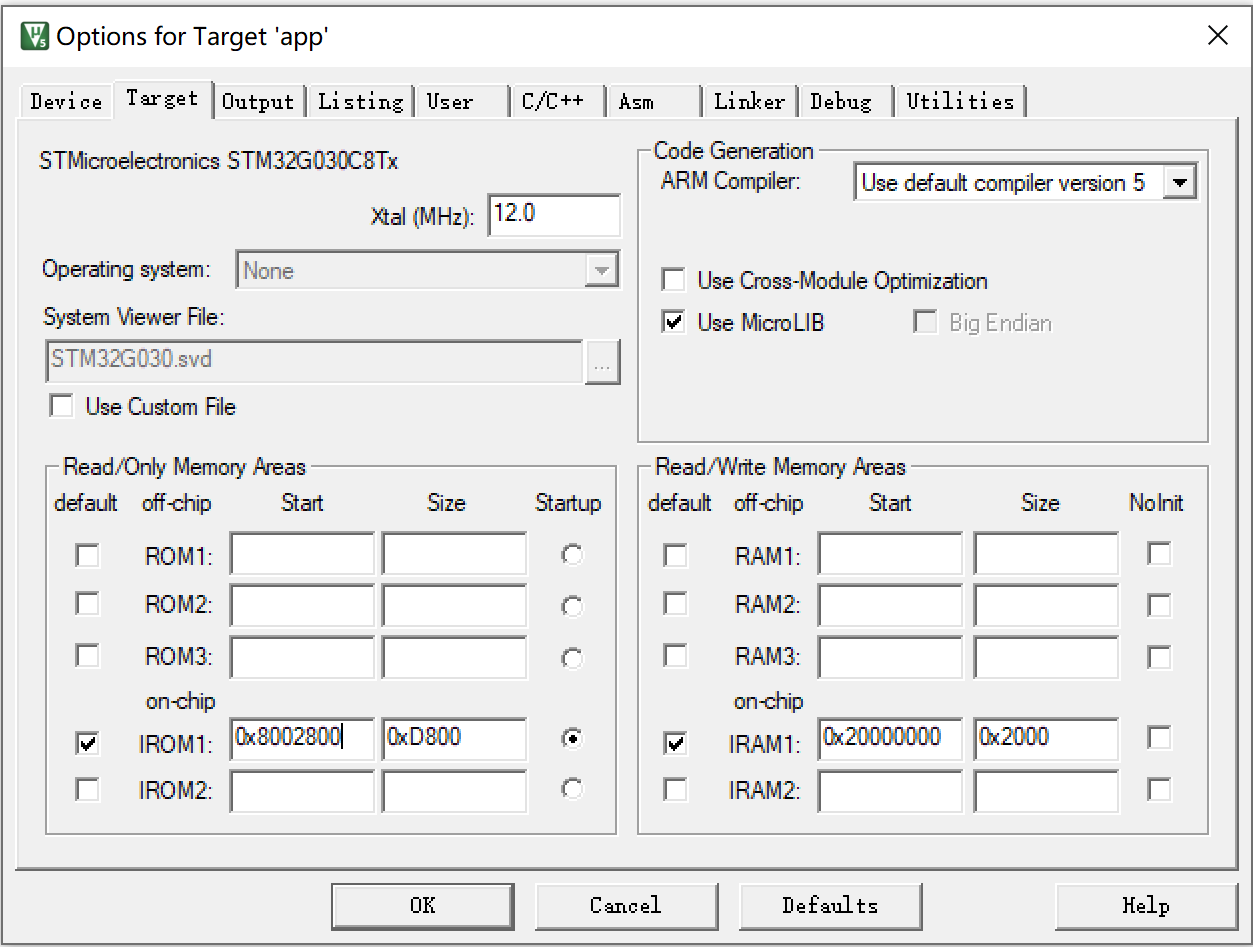 Options for Target 'app'
Device Target Output Listing User C/C++ Asm Linker Debug Utilities
STMicroelectronics STM32G030C8Tx
Xtal (MHz): 12.0
Operating system: None
System Viewer File:
STM32G030.svd ...
Use Custom File
Code Generation
ARM Compiler: Use default compiler version 5
Use Cross-Module Optimization
Use MicroLIB Big Endian
Read/Only Memory Areas
default off-chip Start Size Startup
ROM1:
ROM2:
ROM3:
on-chip
IROM1: 0x8002800 0xD800
IROM2:
Read/Write Memory Areas
default off-chip Start Size NoInit
RAM1:
RAM2:
RAM3:
on-chip
IRAM1: 0x20000000 0x2000
IRAM2:
OK Cancel Defaults Help